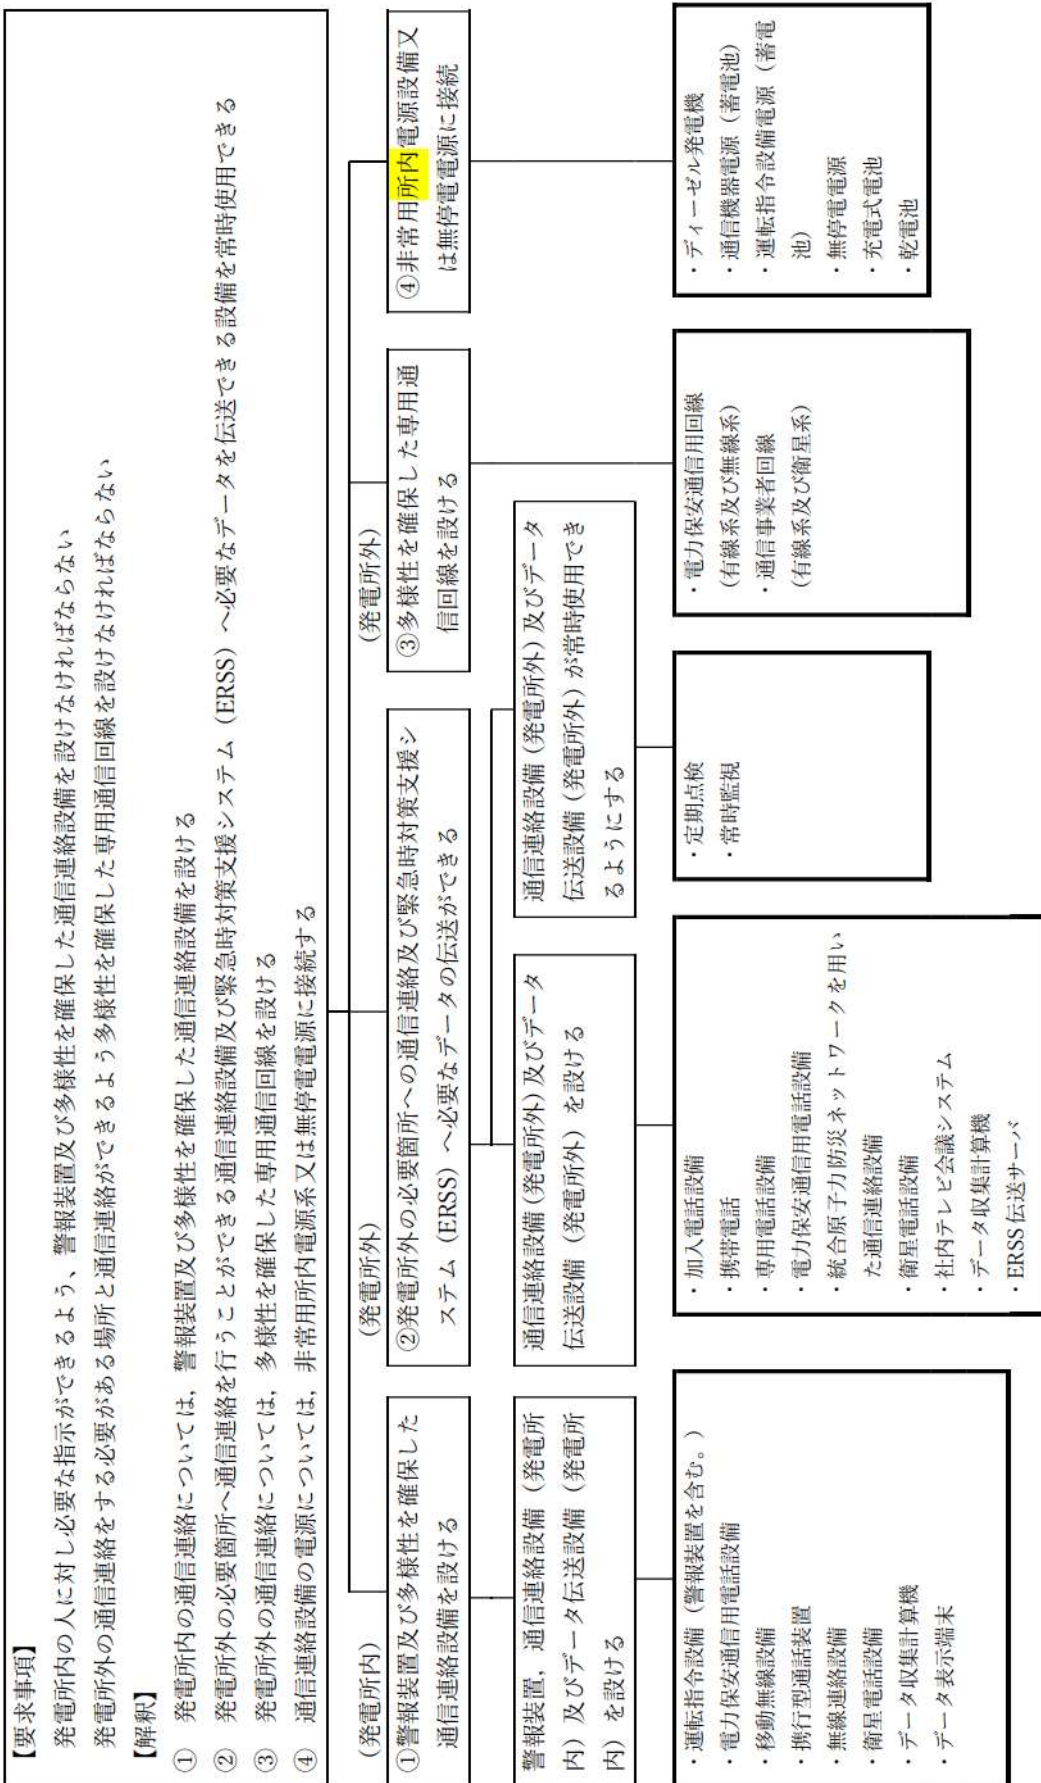 【要求事項】
発電所内の人に対し必要な指示ができるよう、警報装置及び多様性を確保した通信連絡設備を設けなければならない
発電所外の通信連絡をする必要がある場所と通信連絡ができるよう多様性を確保した専用通信回線を設けなければならない
【解釈】
① 発電所内の通信連絡については，警報装置及び多様性を確保した通信連絡設備を設ける
② 発電所外の必要箇所へ通信連絡を行うことができる通信連絡設備及び緊急時対策支援システム（ERSS）へ必要なデータを伝送できる設備を常時使用できる
③ 発電所外の通信連絡については，多様性を確保した専用通信回線を設ける
④ 通信連絡設備の電源については，非常用所内電源系又は無停電電源に接続する
(発電所内)
①警報装置及び多様性を確保した
通信連絡設備を設ける
警報装置，通信連絡設備（発電所
内）及びデータ伝送設備（発電所
内）を設ける
・運転指令設備（警報装置を含む。）
・電力保安通信用電話設備
・移動無線設備
・携行型通話装置
・無線連絡設備
・衛星電話設備
・データ収集計算機
・データ表示端末
(発電所外)
②発電所外の必要箇所への通信連絡及び緊急時対策支援シ
ステム（ERSS）へ必要なデータの伝送ができる
通信連絡設備（発電所外）及びデータ
伝送設備（発電所外）を設ける
・加入電話設備
・携帯電話
・専用電話設備
・電力保安通信用電話設備
・統合原子力防災ネットワークを用い
た通信連絡設備
・衛星電話設備
・社内テレビ会議システム
・データ収集計算機
・ERSS 伝送サーバ
通信連絡設備（発電所外）及びデータ
伝送設備（発電所外）が常時使用でき
るようにする
・定期点検
・常時監視
(発電所外)
③多様性を確保した専用通
信回線を設ける
・電力保安通信用回線
(有線系及び無線系)
・通信事業者回線
(有線系及び衛星系)
④非常用所内電源設備又
は無停電電源に接続
・ディーゼル発電機
・通信機器電源（蓄電池）
・運転指令設備電源（蓄電
池）
・無停電電源
・充電式電池
・乾電池